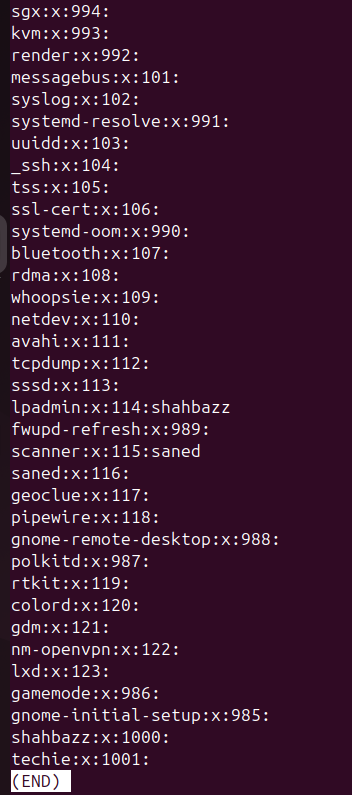 sgx:x:994:
kvm:x:993:
render:x:992:
messagebus:x:101:
syslog:x:102:
systemd-resolve:x:991:
uuidd:x:103:
_ssh:x:104:
tss:x:105:
ssl-cert:x:106:
systemd-oom:x:990:
bluetooth:x:107:
rdma:x:108:
whoopsie:x:109:
netdev:x:110:
avahi:x:111:
tcpdump:x:112:
sssd:x:113:
lpadmin:x:114:shahbazz
fwupd-refresh:x:989:
scanner:x:115:saned
saned:x:116:
geoclue:x:117:
pipewire:x:118:
gnome-remote-desktop:x:988:
polkitd:x:987:
rtkit:x:119:
colord:x:120:
gdm:x:121:
nm-openvpn:x:122:
lxd:x:123:
gamemode:x:986:
gnome-initial-setup:x:985:
shahbazz:x:1000:
techie:x:1001:
(END)